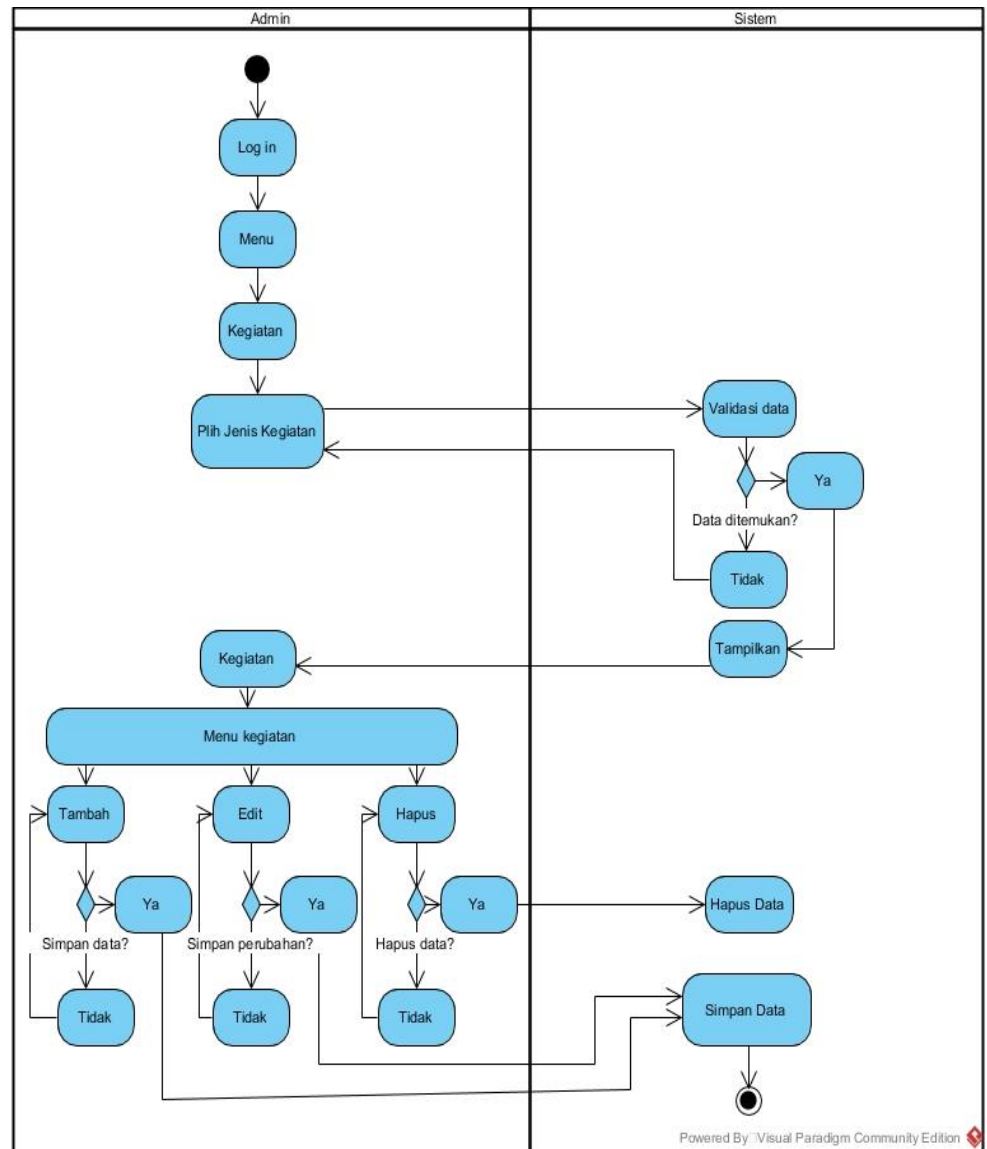 Admin
Sistem
Log in
Menu
Kegiatan
Plih Jenis Kegiatan
Validasi data
Ya
Data ditemukan?
Tidak
Tampilkan
Kegiatan
Menu kegiatan
Tambah
Edit
Hapus
Ya
Ya
Ya
Hapus Data
Simpan data?
Simpan perubahan?
Hapus data?
Tidak
Tidak
Tidak
Simpan Data
Powered By Visual Paradigm Community Edition